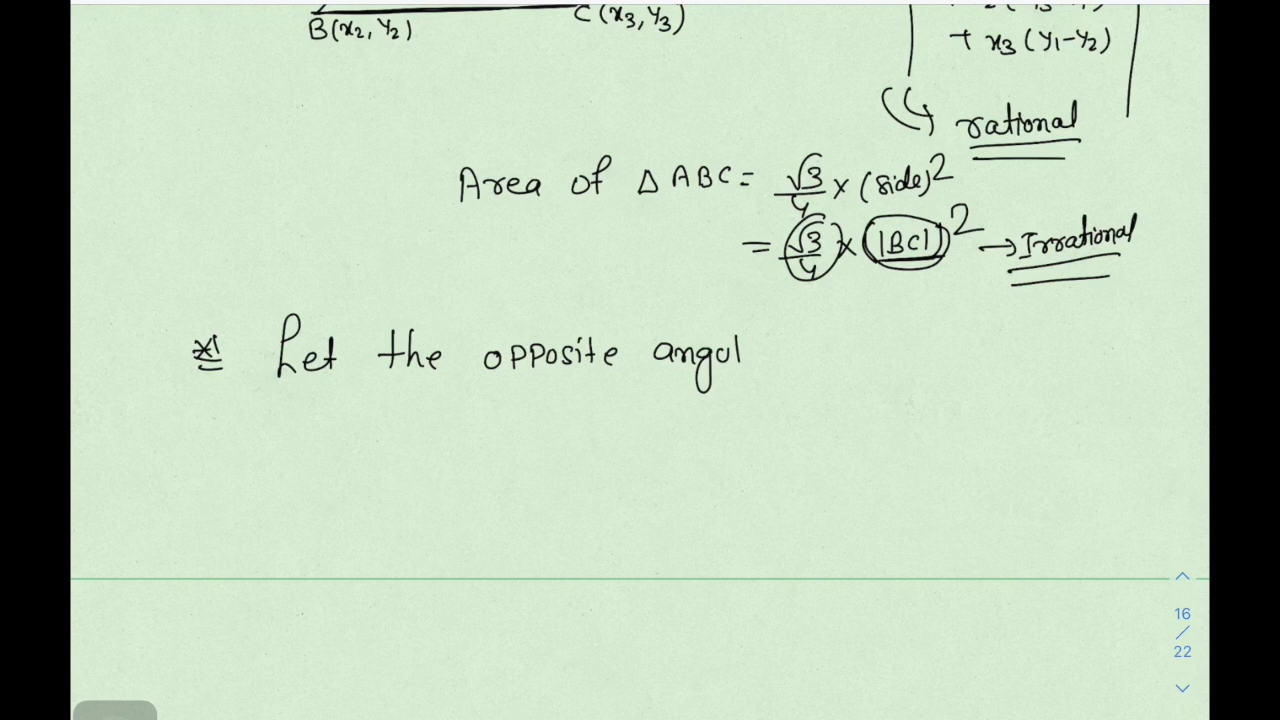 B(x2, y2) C(x3, y3)
+ x3 (y1-y2)
rational
Area of Δ ABC = √3/4 × (side)^2
= √3/4 × (|BC|)^2 → Irrational
Let the opposite angul
16
/
22